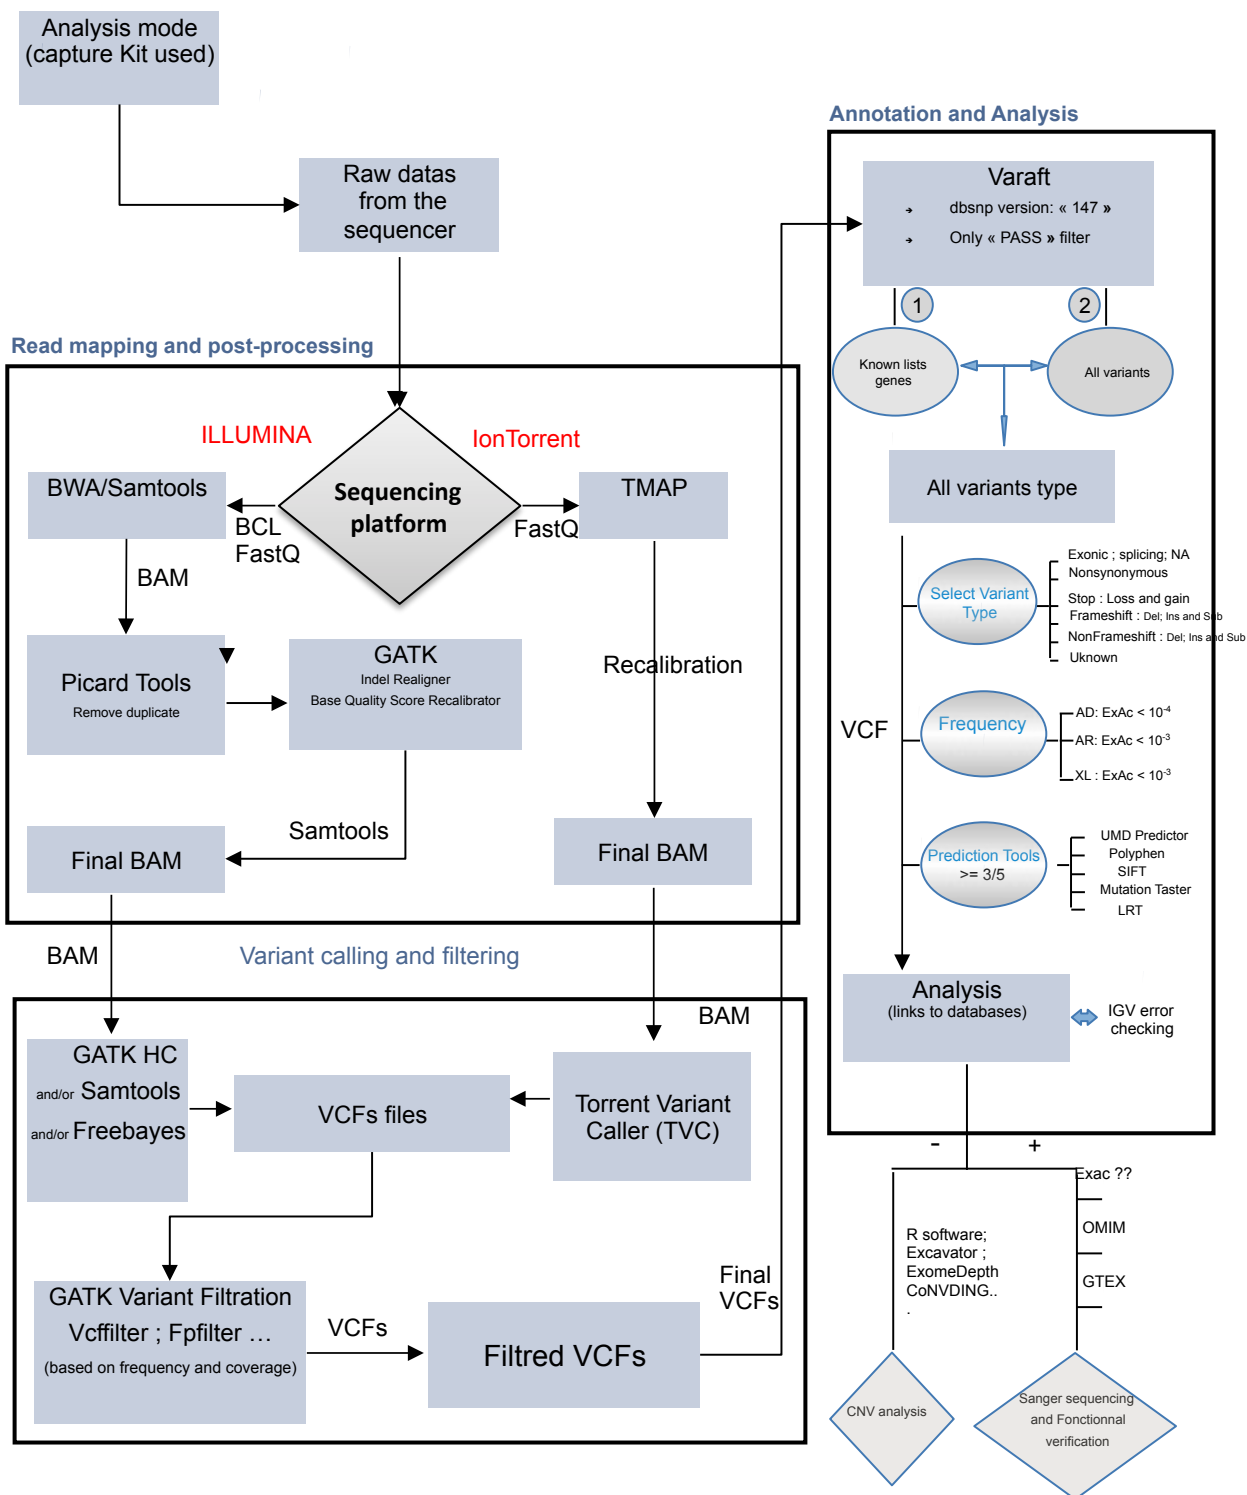 Analysis mode
(capture Kit used)
Raw datas
from the
sequencer
Read mapping and post-processing
ILLUMINA
IonTorrent
Sequencing
platform
BWA/Samtools
BCL
FastQ
FastQ
TMAP
BAM
Picard Tools
Remove duplicate
GATK
Indel Realigner
Base Quality Score Recalibrator
Recalibration
Samtools
Final BAM
Final BAM
BAM
Variant calling and filtering
BAM
GATK HC
and/or Samtools
and/or Freebayes
VCFs files
Torrent Variant
Caller (TVC)
GATK Variant Filtration
Vcffilter ; Fpfilter ...
(based on frequency and coverage)
VCFs
Filtred VCFs
Final
VCFs
Annotation and Analysis
Varaft
➔ dbsnp version: « 147 »
➔ Only « PASS » filter
1
2
Known lists
genes
All variants
All variants type
VCF
Select Variant
Type
Exonic ; splicing; NA
Nonsynonymous
Stop : Loss and gain
Frameshift : Del; Ins and Sub
NonFrameshift : Del; Ins and Sub
Uknown
Frequency
AD: ExAc < 10⁻⁴
AR: ExAc < 10⁻³
XL : ExAc < 10⁻³
Prediction Tools
>= 3/5
UMD Predictor
Polyphen
SIFT
Mutation Taster
LRT
Analysis
(links to databases)
IGV error
checking
-
+
R software;
Excavator ;
ExomeDepth
CoNVDING..
.
Exac ??
OMIM
GTEX
CNV analysis
Sanger sequencing
and Fonctionnal
verification